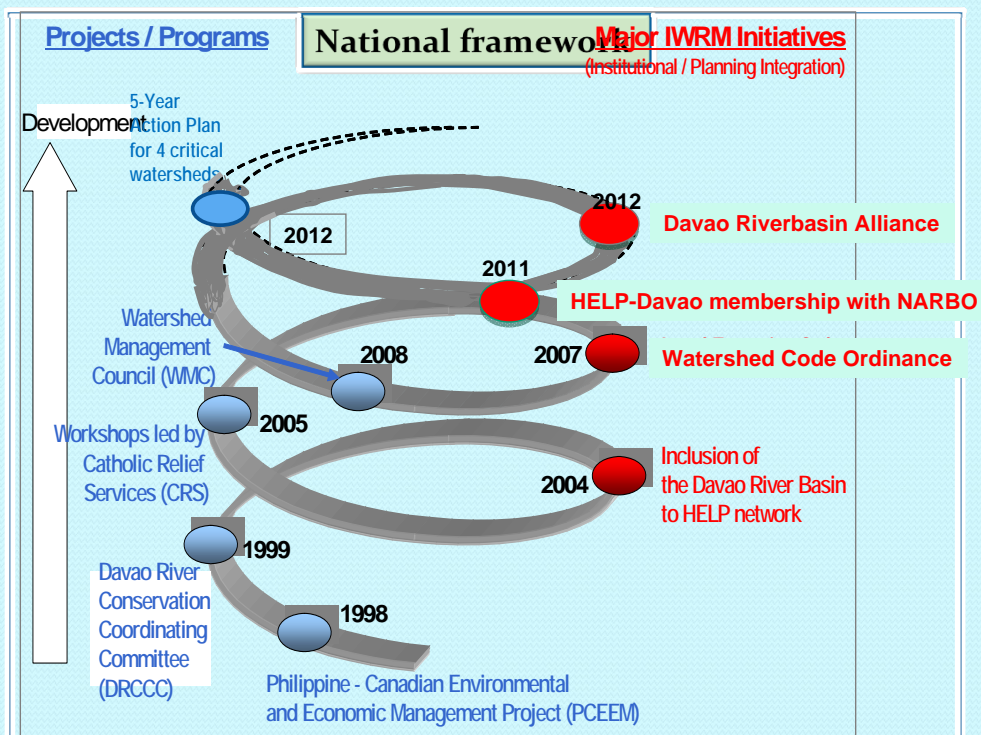 Projects / Programs
National framework
Major IWRM Initiatives
(Institutional / Planning Integration)
Development
5-Year
Action Plan
for 4 critical
watersheds
2012
2012
Davao Riverbasin Alliance
2011
HELP-Davao membership with NARBO
Watershed
Management
Council (WMC)
2008
2007
Watershed Code Ordinance
2005
Workshops led by
Catholic Relief
Services (CRS)
2004
Inclusion of
the Davao River Basin
to HELP network
1999
Davao River
Conservation
Coordinating
Committee
(DRCCC)
1998
Philippine - Canadian Environmental
and Economic Management Project (PCEEM)